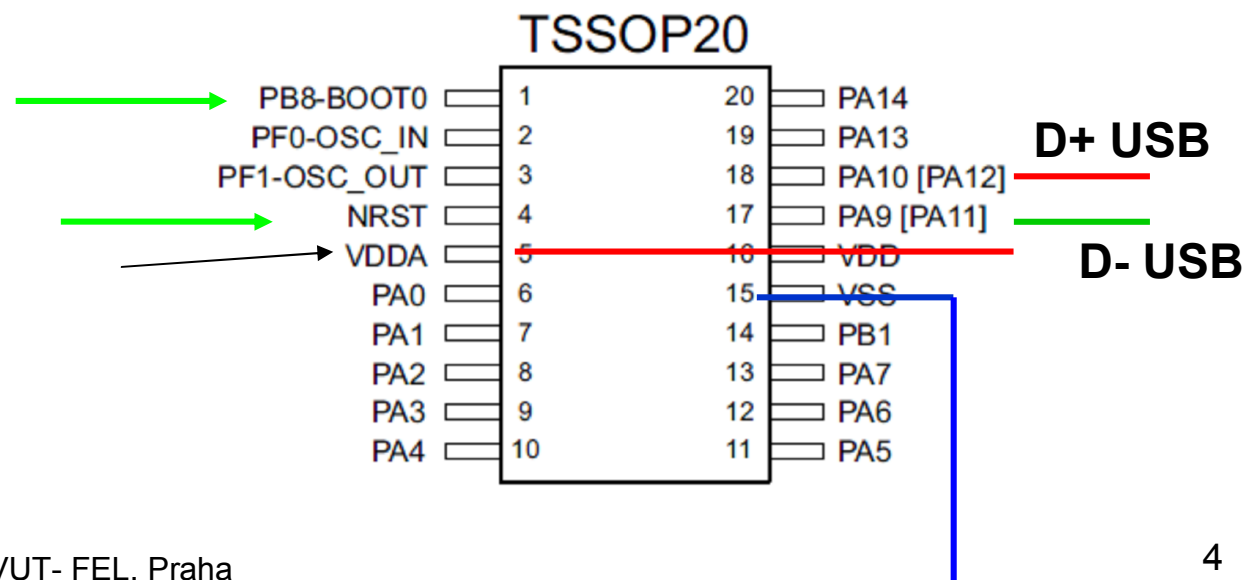 TSSOP20
PB8-BOOT0 1 20 PA14
PF0-OSC_IN 2 19 PA13
D+ USB
PF1-OSC_OUT 3 18 PA10 [PA12]
NRST 4 17 PA9 [PA11]
VDDA 5 16 VDD
D- USB
PA0 6 15 VSS
PA1 7 14 PB1
PA2 8 13 PA7
PA3 9 12 PA6
PA4 10 11 PA5
VUT- FEL. Praha
4